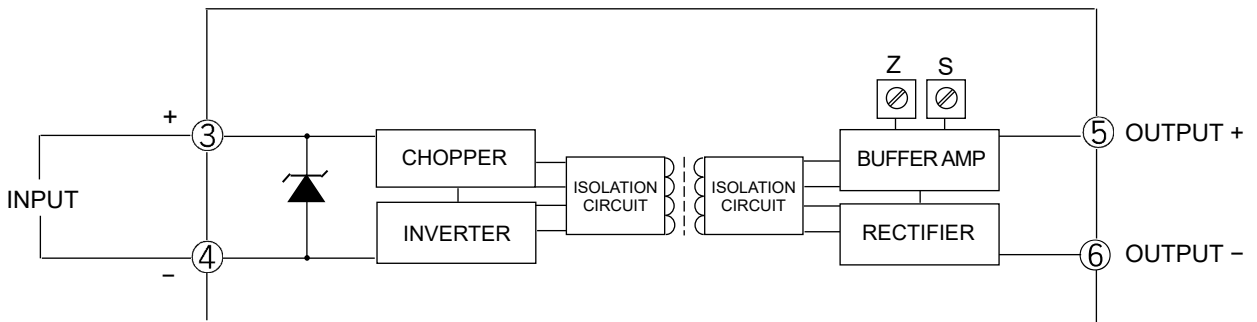 Z S
+
3
CHOPPER
BUFFER AMP
5 OUTPUT +
INPUT
ISOLATION
CIRCUIT
ISOLATION
CIRCUIT
INVERTER
RECTIFIER
4
−
6 OUTPUT −